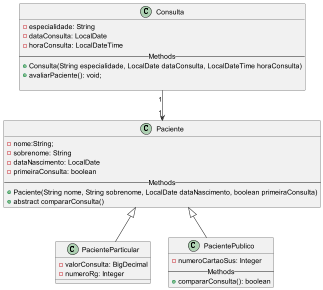 C Consulta
especialidade: String
dataConsulta: LocalDate
horaConsulta: LocalDateTime
Methods
Consulta(String especialidade, LocalDate dataConsulta, LocalDateTime horaConsulta)
avaliarPaciente(): void;
1
1
C Paciente
nome:String;
sobrenome: String
dataNascimento: LocalDate
primeiraConsulta: boolean
Methods
Paciente(String nome, String sobrenome, LocalDate dataNascimento, boolean primeiraConsulta)
abstract compararConsulta()
C PacienteParticular
valorConsulta: BigDecimal
numeroRg: Integer
C PacientePublico
numeroCartaoSus: Integer
Methods
compararConsulta(): boolean